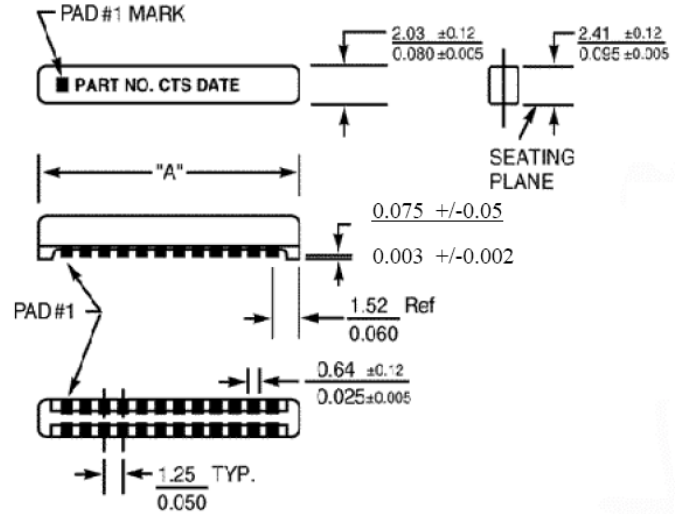 PAD #1 MARK
2.03 ±0.12
0.080 ±0.005
2.41 ±0.12
0.095 ±0.005
PART NO. CTS DATE
SEATING
PLANE
"A"
0.075 +/-0.05
0.003 +/-0.002
PAD #1
1.52 Ref
0.060
0.64 ±0.12
0.025±0.005
1.25 TYP.
0.050